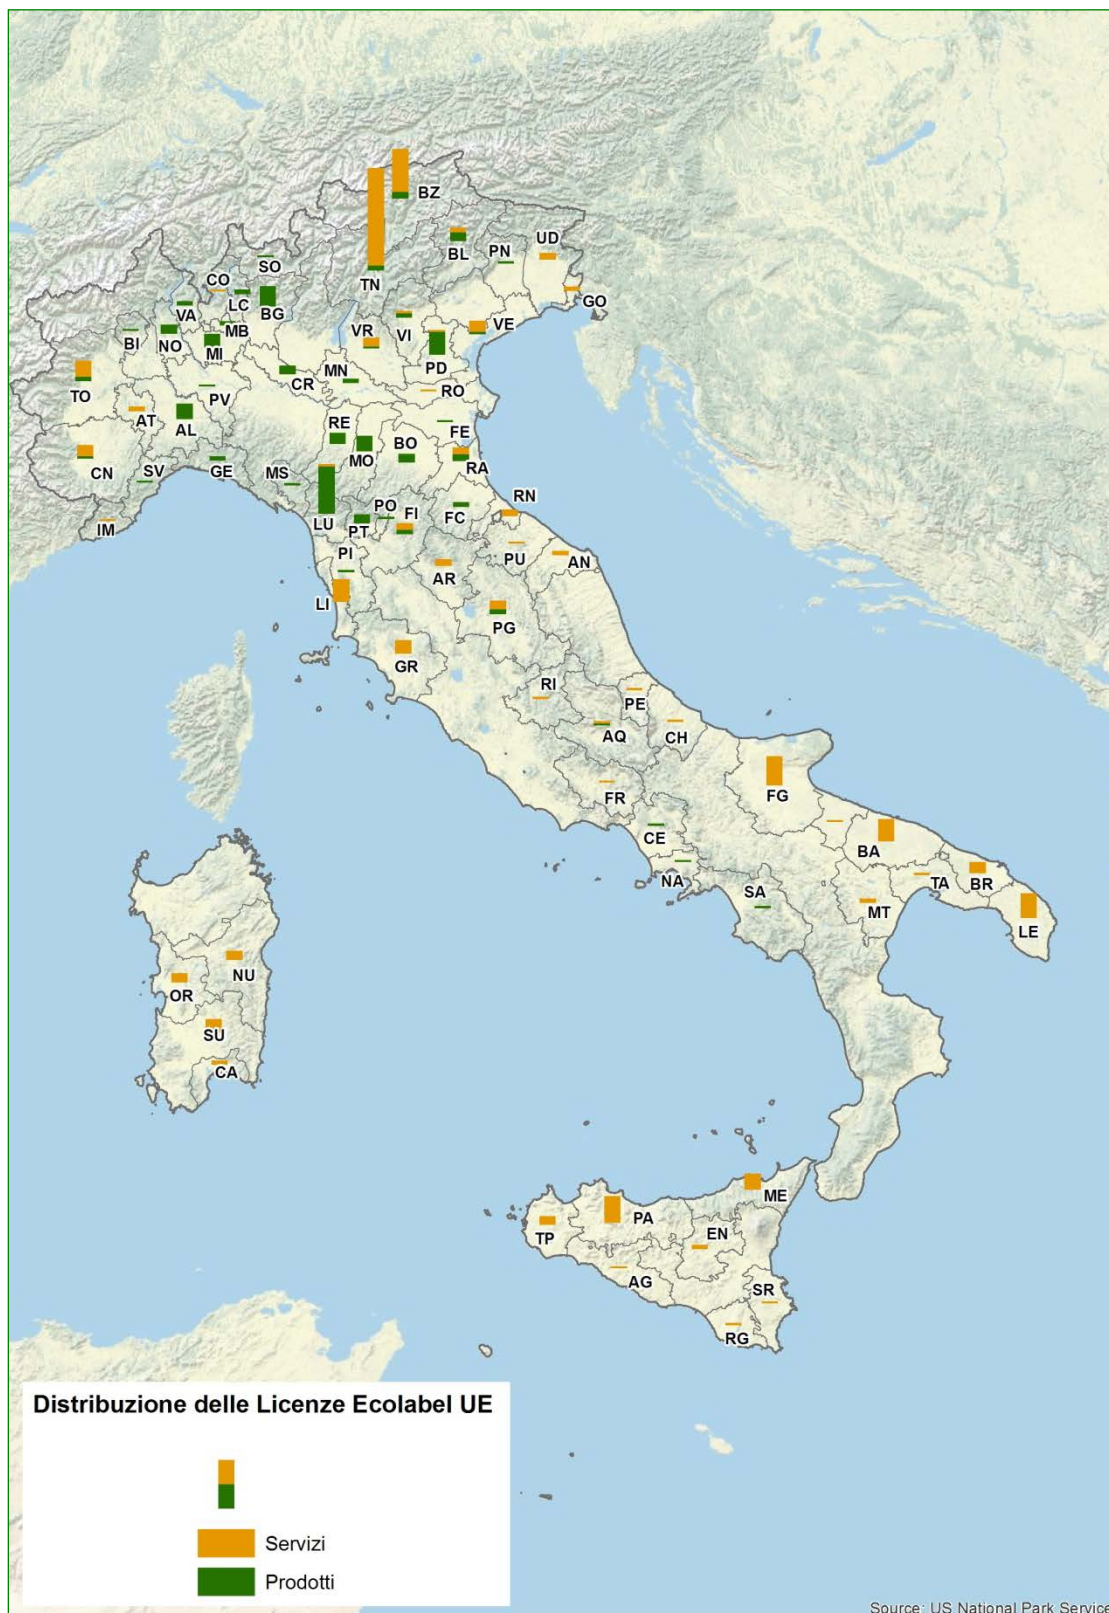 BZ
BL
PN
UD
TN
SO
CO
LC
BG
GO
VA
MB
VR
VI
VE
BI
NO
MI
PD
TO
CR
MN
RO
PV
AT
AL
RE
MO
BO
FE
CN
SV
GE
MS
RA
RN
IM
LU
PT
PO
FI
FC
PI
PU
AN
AR
LI
PG
GR
RI
PE
AQ
CH
FR
FG
CE
BA
NA
SA
TA
BR
MT
LE
NU
OR
SU
CA
ME
PA
TP
EN
AG
SR
RG
Distribuzione delle Licenze Ecolabel UE
Servizi
Prodotti
Source: US National Park Service